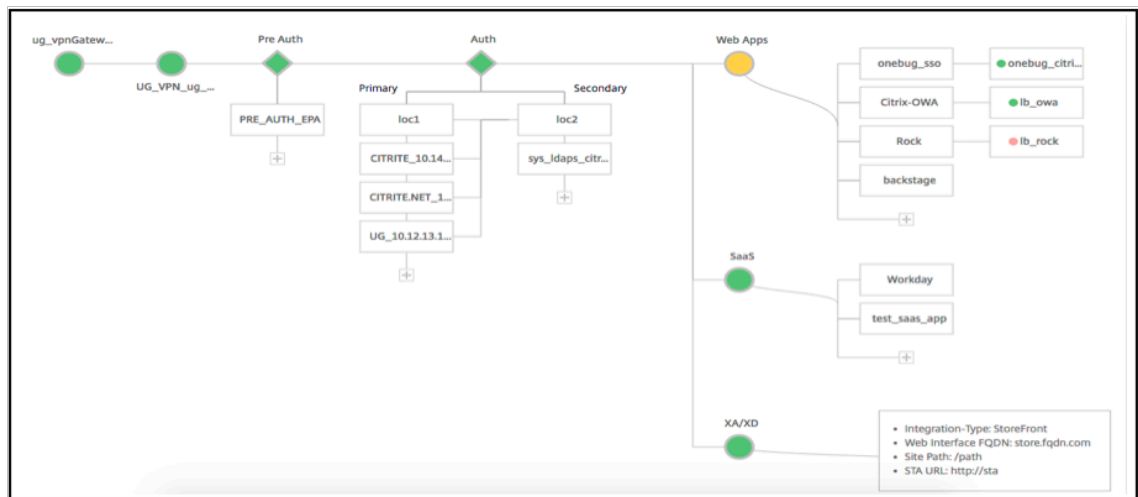 ug_vpnGatew...
UG_VPN_ug_...
Pre Auth
PRE_AUTH_EPA
Auth
Primary
Secondary
loc1
loc2
CITRITE_10.14...
sys_ldaps_citr...
CITRITE.NET_1...
UG_10.12.13.1...
Web Apps
onebug_sso
onebug_citri...
Citrix-OWA
lb_owa
Rock
lb_rock
backstage
SaaS
Workday
test_saas_app
XA/XD
• Integration-Type: StoreFront
• Web Interface FQDN: store.fqdn.com
• Site Path: /path
• STA URL: http://sta